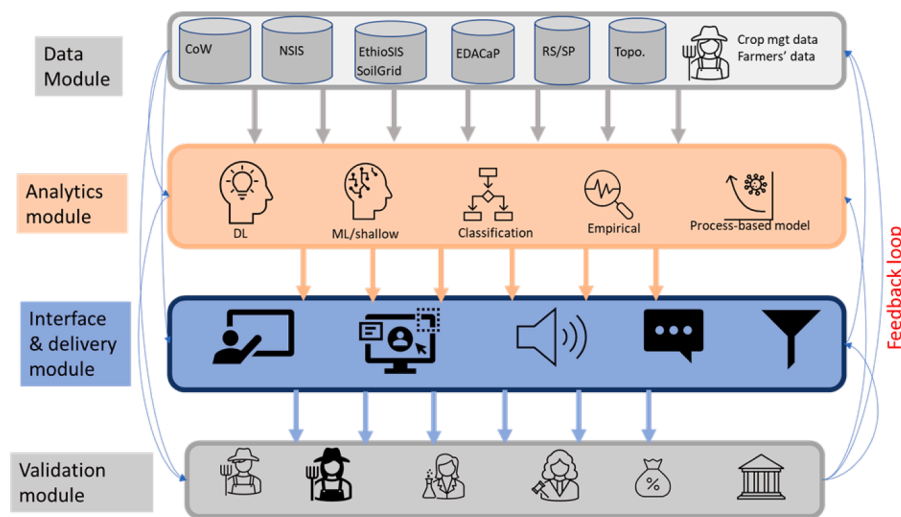 Data
Module
CoW
NSIS
EthioSIS
SoilGrid
EDACaP
RS/SP
Topo.
Crop mgt data
Farmers' data
Analytics
module
DL
ML/shallow
Classification
Empirical
Process-based model
Interface
& delivery
module
Validation
module
%
Feedback loop